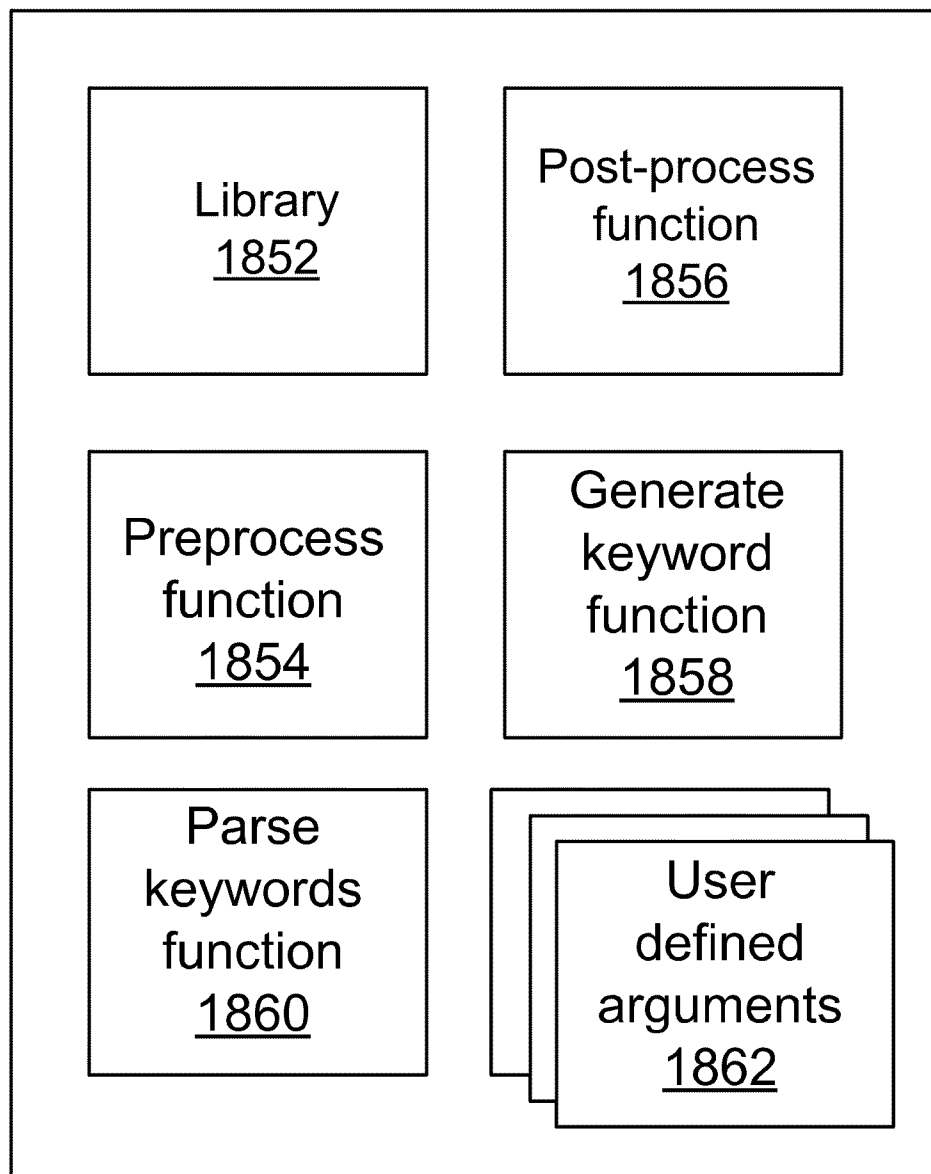 Library
1852
Post-process
function
1856
Preprocess
function
1854
Generate
keyword
function
1858
Parse
keywords
function
1860
User
defined
arguments
1862